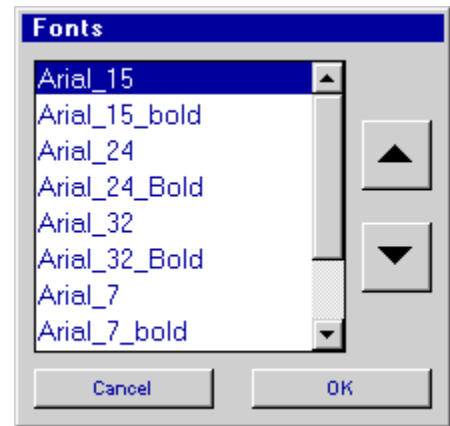 Fonts
Arial_15
Arial_15_bold
Arial_24
Arial_24_Bold
Arial_32
Arial_32_Bold
Arial_7
Arial_7_bold
Cancel OK